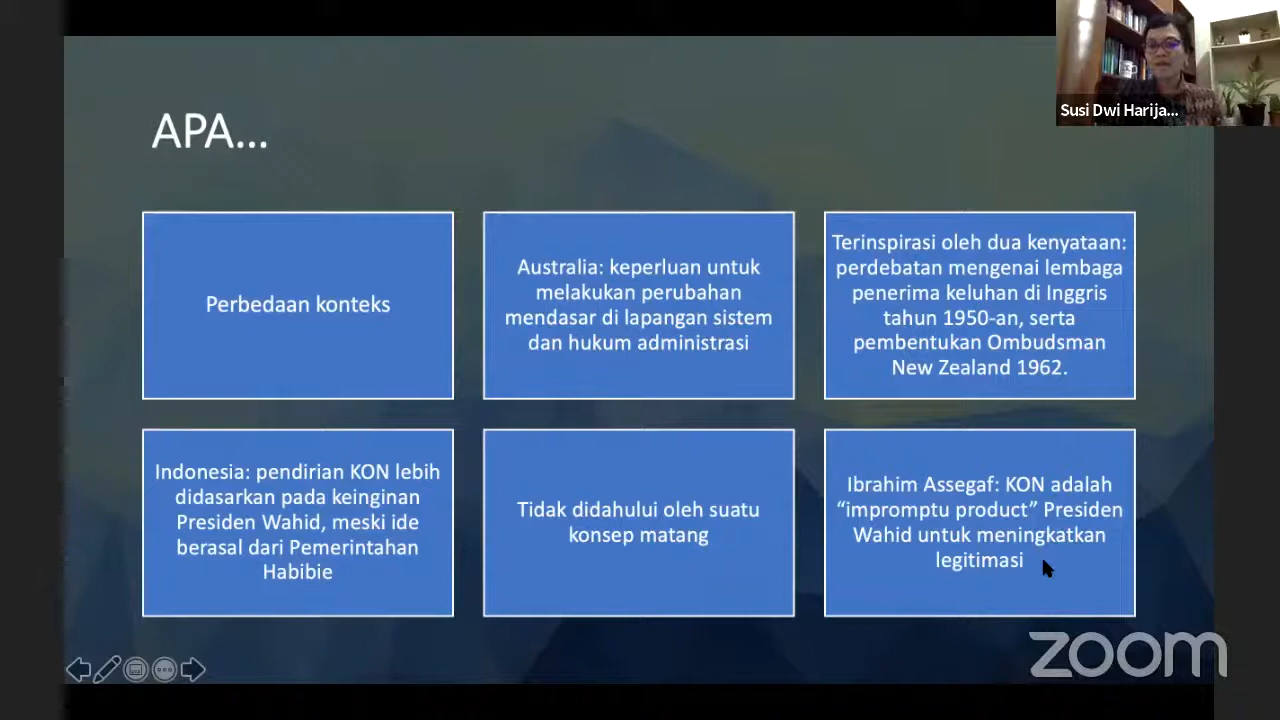 Susi Dwi Harija...
APA...
Perbedaan konteks
Australia: keperluan untuk
melakukan perubahan
mendasar di lapangan sistem
dan hukum administrasi
Terinspirasi oleh dua kenyataan:
perdebatan mengenai lembaga
penerima keluhan di Inggris
tahun 1950-an, serta
pembentukan Ombudsman
New Zealand 1962.
Indonesia: pendirian KON lebih
didasarkan pada keinginan
Presiden Wahid, meski ide
berasal dari Pemerintahan
Habibie
Tidak didahului oleh suatu
konsep matang
Ibrahim Assegaf: KON adalah
“impromptu product” Presiden
Wahid untuk meningkatkan
legitimasi
zoom